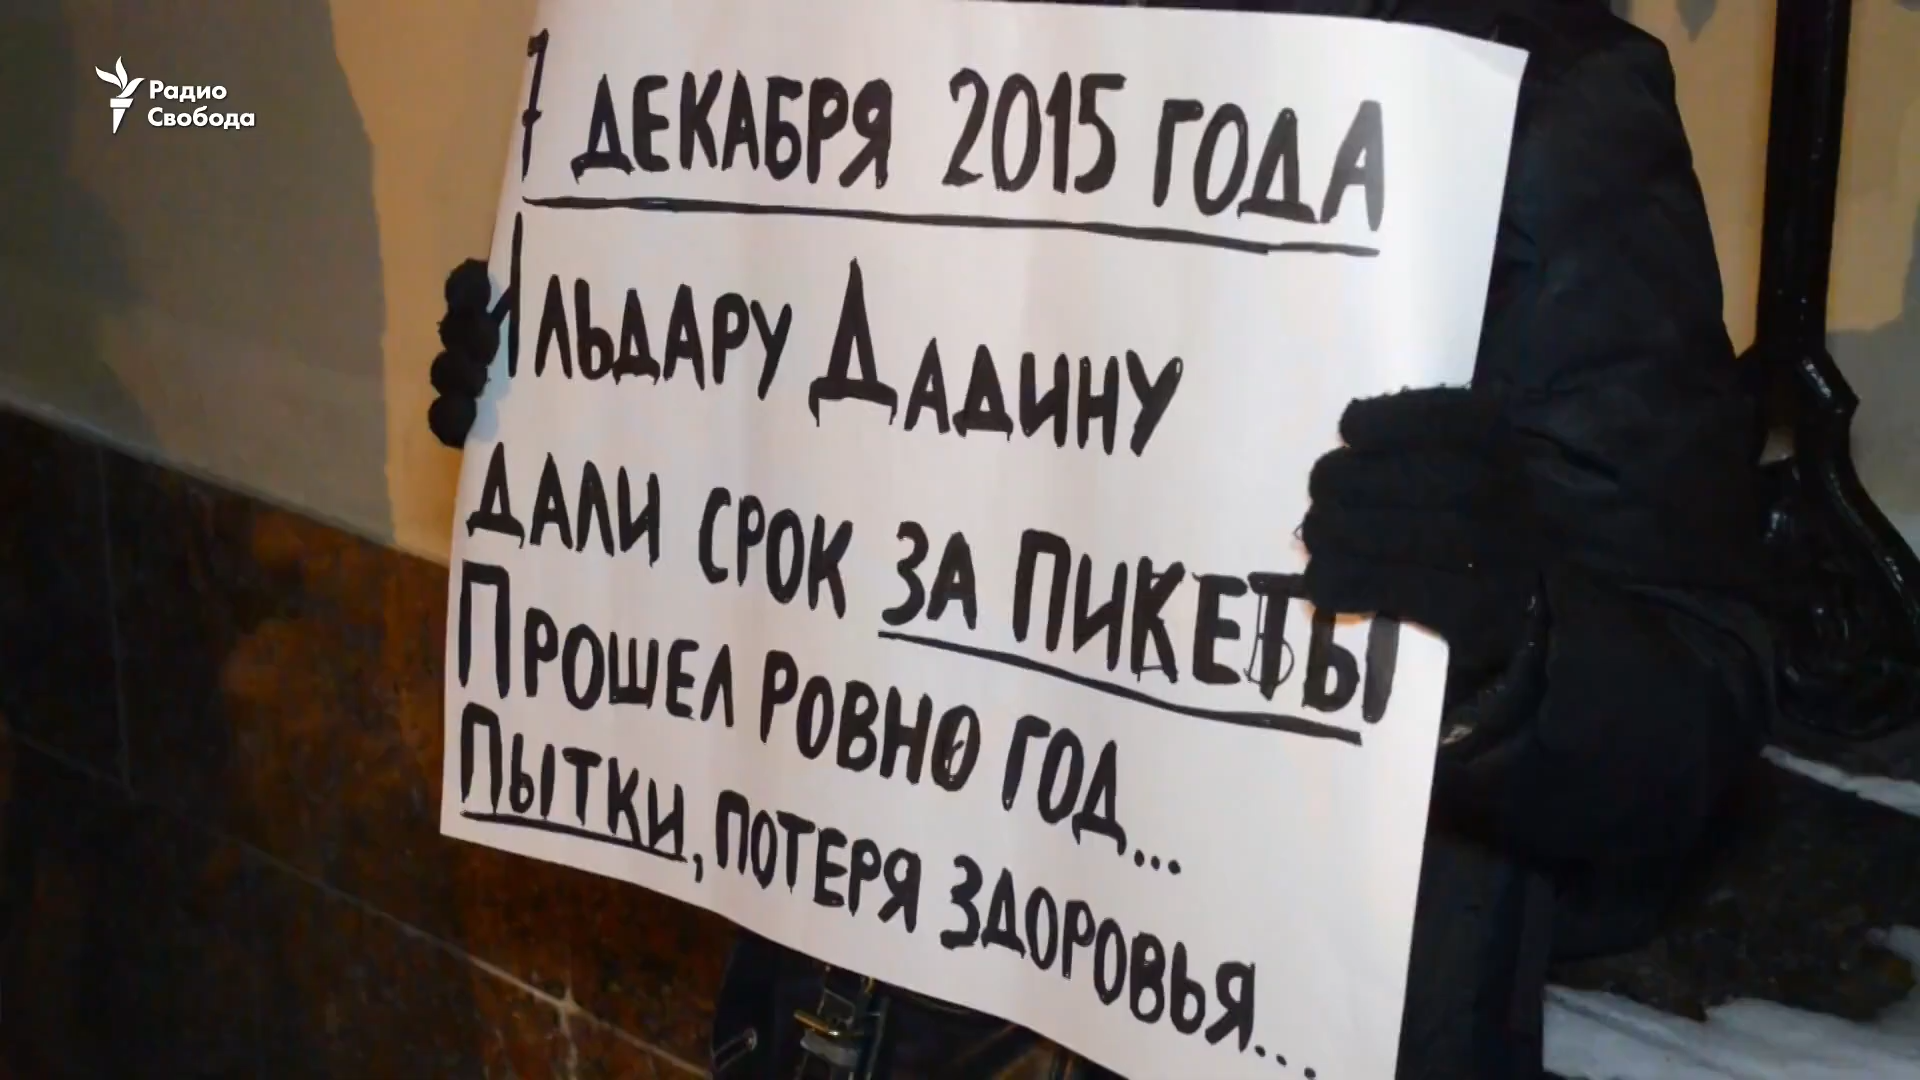 Радио
Свобода
7 ДЕКАБРЯ 2015 ГОДА
ИЛЬДАРУ ДАДИНУ
ДАЛИ СРОК ЗА ПИКЕТЫ
ПРОШЕЛ РОВНО ГОД...
ПЫТКИ, ПОТЕРЯ ЗДОРОВЬЯ...